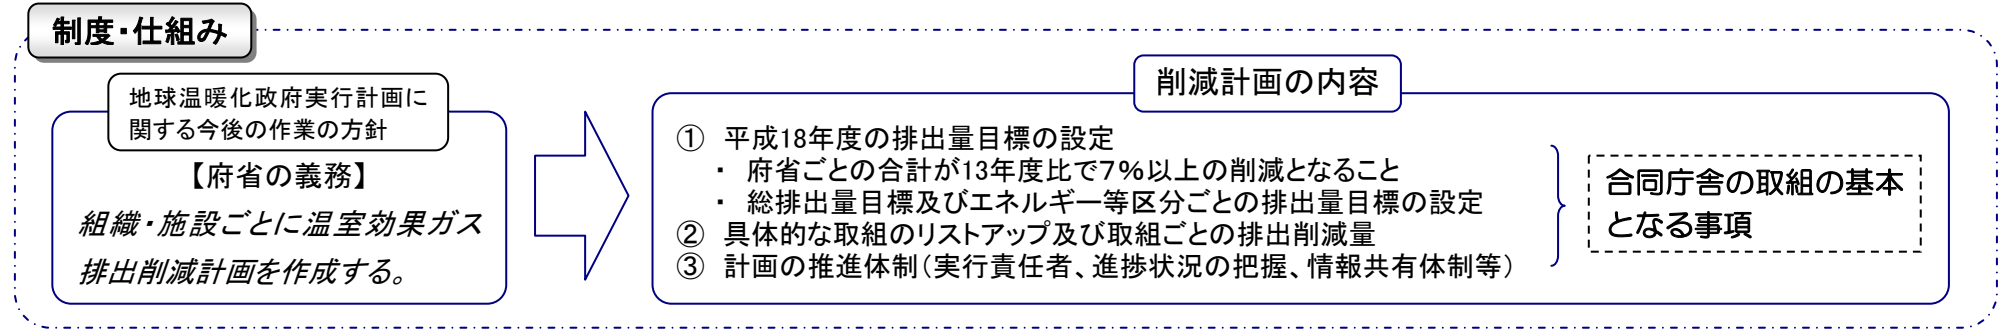 制度・仕組み
地球温暖化政府実行計画に
関する今後の作業の方針
【府省の義務】
組織・施設ごとに温室効果ガス
排出削減計画を作成する。
削減計画の内容
① 平成18年度の排出量目標の設定
・ 府省ごとの合計が13年度比で7%以上の削減となること
・ 総排出量目標及びエネルギー等区分ごとの排出量目標の設定
② 具体的な取組のリストアップ及び取組ごとの排出削減量
③ 計画の推進体制（実行責任者、進捗状況の把握、情報共有体制等）
合同庁舎の取組の基本
となる事項